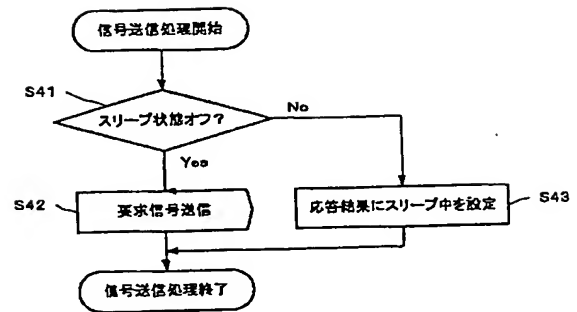 信号送信処理開始
S41
スリープ状態オフ?
No
Yes
S42
要求信号送信
応答結果にスリープ中を設定
S43
信号送信処理終了